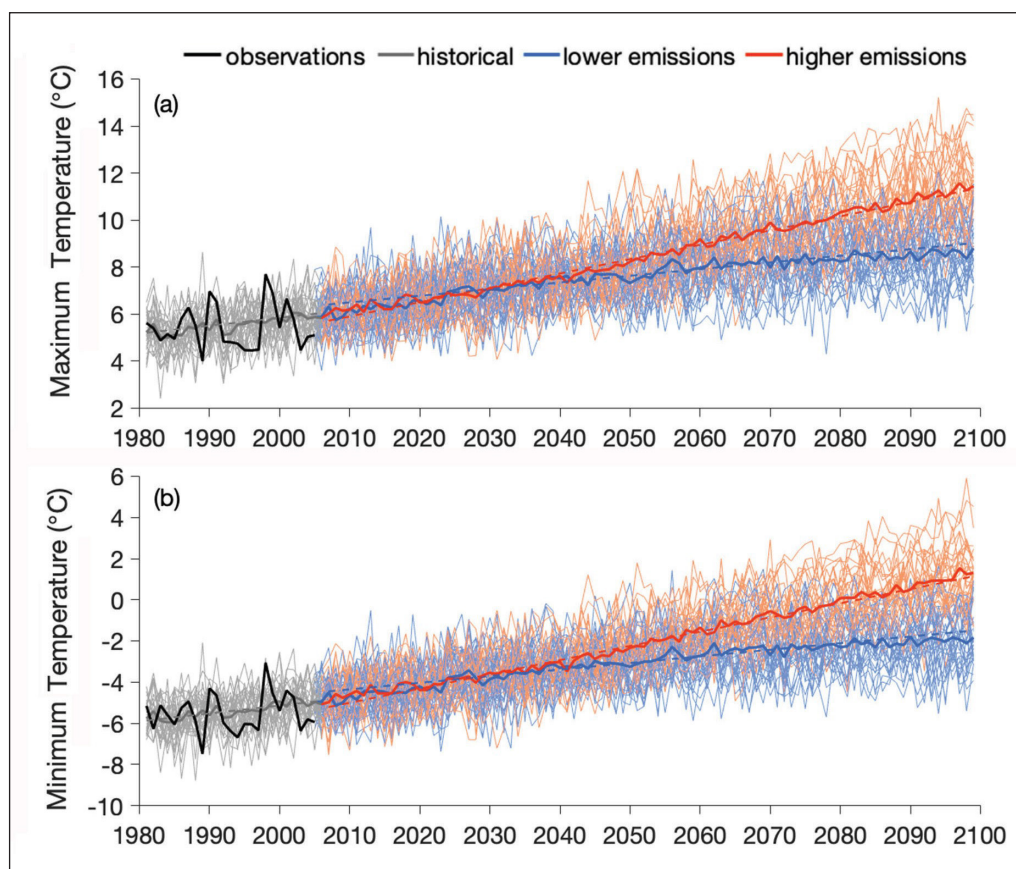 observations historical lower emissions higher emissions
16
(a)
14
12
10
8
6
4
2
Maximum Temperature (°C)
1980 1990 2000 2010 2020 2030 2040 2050 2060 2070 2080 2090 2100
6
(b)
4
2
0
-2
-4
-6
-8
-10
Minimum Temperature (°C)
1980 1990 2000 2010 2020 2030 2040 2050 2060 2070 2080 2090 2100